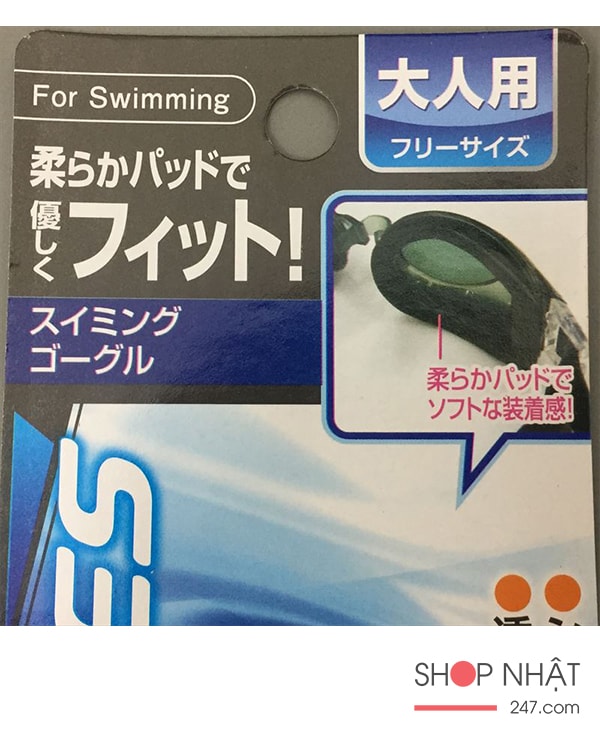 For Swimming
大人用
フリーサイズ
柔らかパッドで
優しく
フィット!
スイミング
ゴーグル
柔らかパッドで
ソフトな装着感!
SHOP NHẬT
247.com